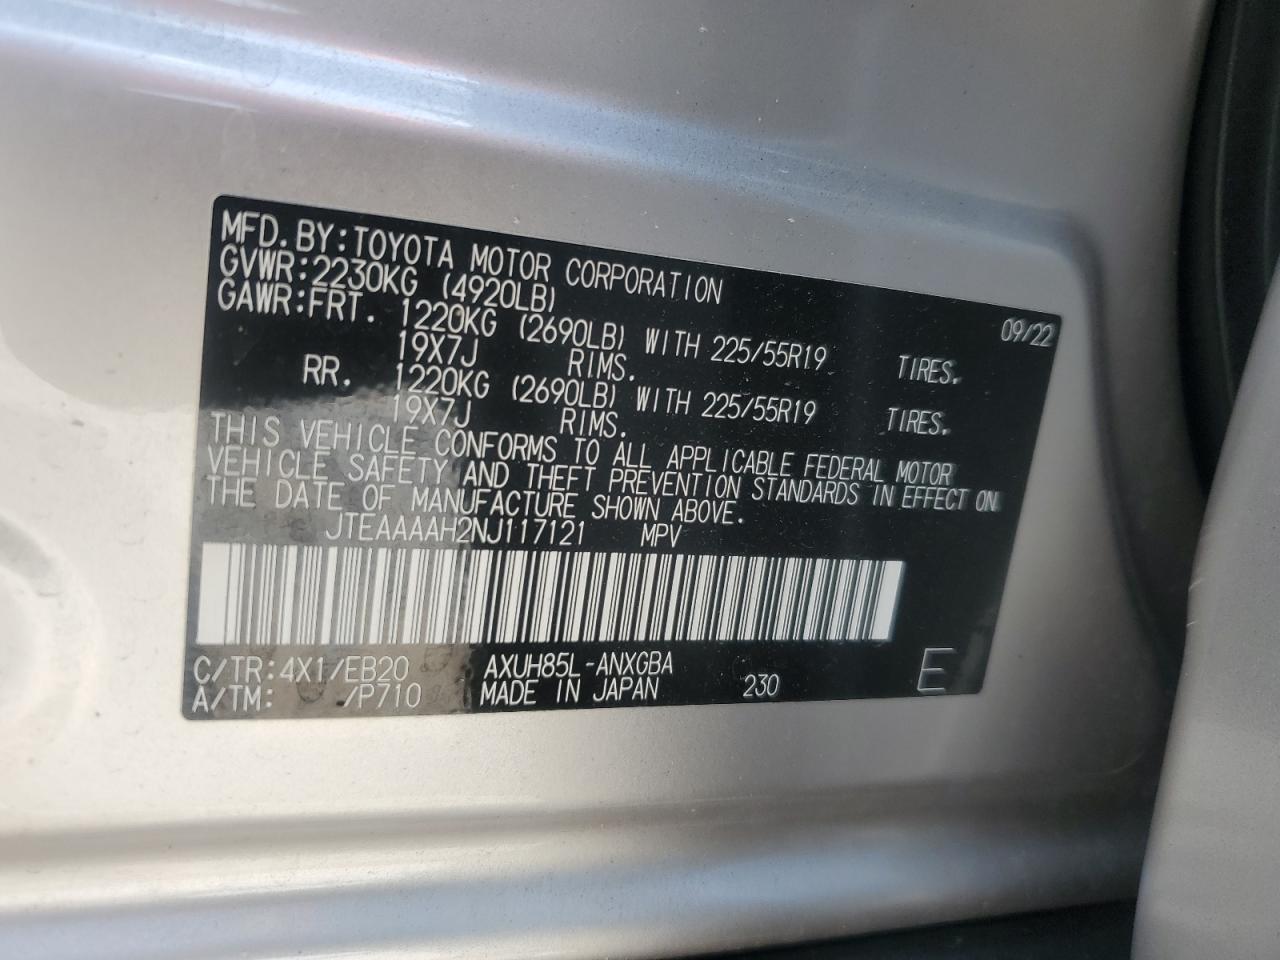 MFD. BY: TOYOTA MOTOR CORPORATION 09/22
GVWR: 2230KG (4920LB)
GAWR: FRT. 1220KG (2690LB) WITH 225/55R19 TIRES.
19X7J RIMS.
RR. 1220KG (2690LB) WITH 225/55R19 TIRES.
19X7J RIMS.
THIS VEHICLE CONFORMS TO ALL APPLICABLE FEDERAL MOTOR
VEHICLE SAFETY AND THEFT PREVENTION STANDARDS IN EFFECT ON
THE DATE OF MANUFACTURE SHOWN ABOVE.
JTEAAAAH2NJ117121 MPV
C/TR: 4X1/EB20 AXUH85L-ANXGBA
A/TM: /P710 MADE IN JAPAN 230 E